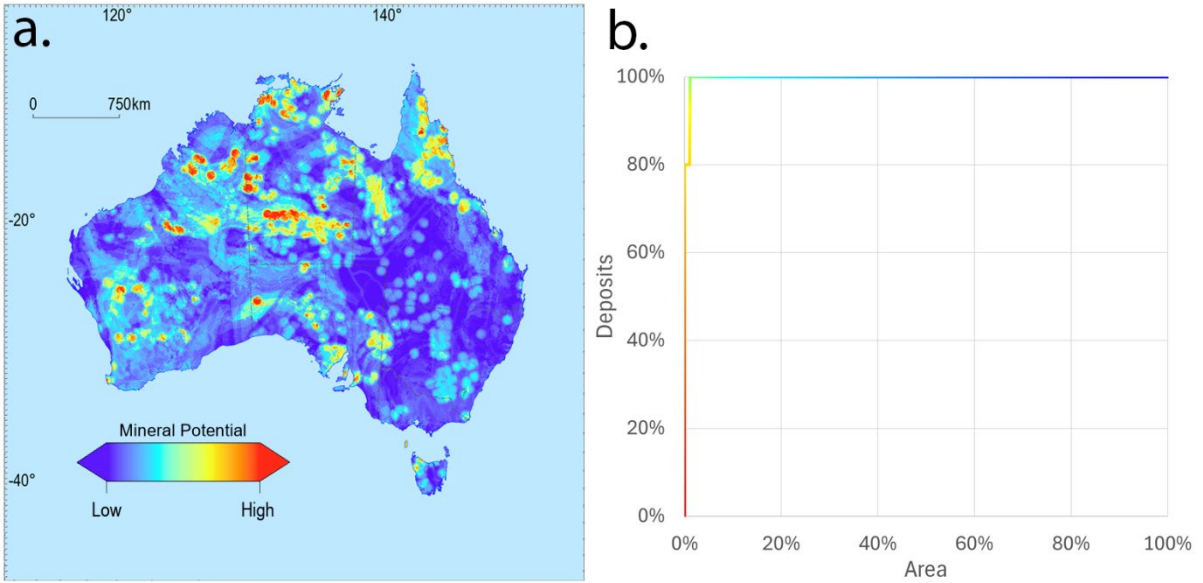 a.
120°
140°
0
750km
-20°
Mineral Potential
-40°
Low
High
b.
100%
80%
60%
40%
20%
0%
Deposits
0%
20%
40%
60%
80%
100%
Area